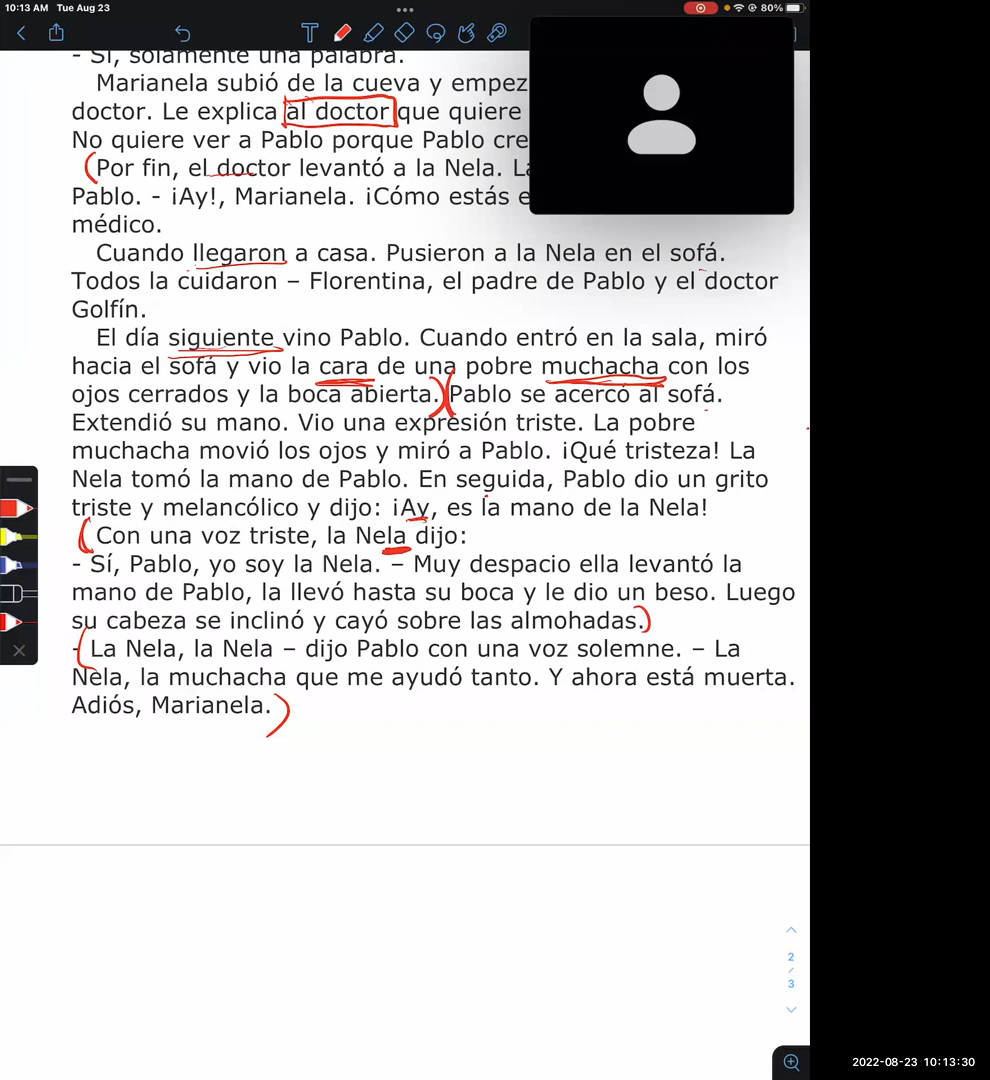 10:13 AM Tue Aug 23
80%
- Sí, solamente una palabra.
Marianela subió de la cueva y empez
doctor. Le explica al doctor que quiere
No quiere ver a Pablo porque Pablo cre
Por fin, el doctor levantó a la Nela. La
Pablo. - ¡Ay!, Marianela. ¡Cómo estás e
médico.
Cuando llegaron a casa. Pusieron a la Nela en el sofá.
Todos la cuidaron – Florentina, el padre de Pablo y el doctor
Golfín.
El día siguiente vino Pablo. Cuando entró en la sala, miró
hacia el sofá y vio la cara de una pobre muchacha con los
ojos cerrados y la boca abierta. Pablo se acercó al sofá.
Extendió su mano. Vio una expresión triste. La pobre
muchacha movió los ojos y miró a Pablo. ¡Qué tristeza! La
Nela tomó la mano de Pablo. En seguida, Pablo dio un grito
triste y melancólico y dijo: ¡Ay, es la mano de la Nela!
Con una voz triste, la Nela dijo:
- Sí, Pablo, yo soy la Nela. – Muy despacio ella levantó la
mano de Pablo, la llevó hasta su boca y le dio un beso. Luego
su cabeza se inclinó y cayó sobre las almohadas.
- La Nela, la Nela – dijo Pablo con una voz solemne. – La
Nela, la muchacha que me ayudó tanto. Y ahora está muerta.
Adiós, Marianela.
2
/
3
2022-08-23 10:13:30